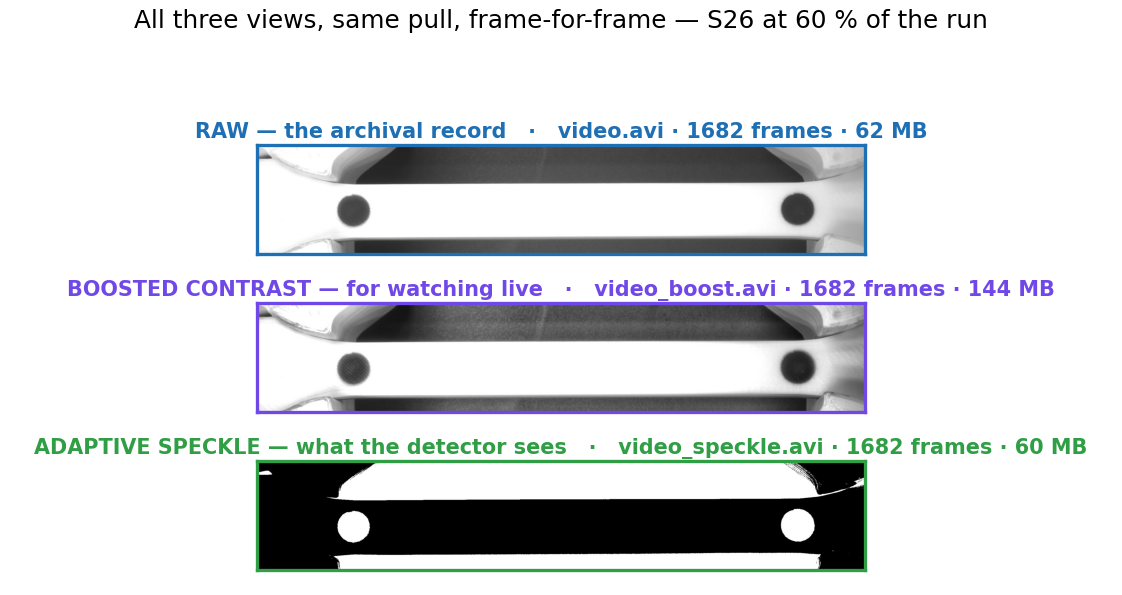 All three views, same pull, frame-for-frame — S26 at 60 % of the run
RAW — the archival record · video.avi · 1682 frames · 62 MB
BOOSTED CONTRAST — for watching live · video_boost.avi · 1682 frames · 144 MB
ADAPTIVE SPECKLE — what the detector sees · video_speckle.avi · 1682 frames · 60 MB